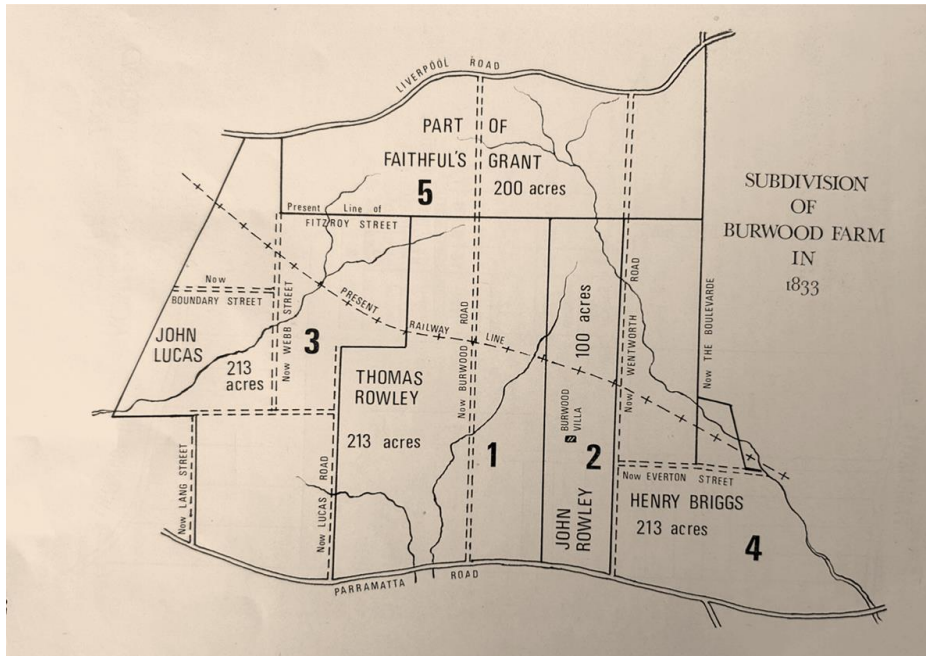 LIVERPOOL ROAD
PART OF
FAITHFUL'S GRANT
5 200 acres
Present Line of
FITZROY STREET
SUBDIVISION
OF
BURWOOD FARM
IN
1833
Now
BOUNDARY STREET
Now WEBB STREET
PRESENT RAILWAY LINE
JOHN
LUCAS
213
acres
3
THOMAS
ROWLEY
213 acres
Now BURWOOD ROAD
1
100 acres
BURWOOD
VILLA
2
JOHN
ROWLEY
Now WENTWORTH ROAD
Now THE BOULEVARDE
Now EVERTON STREET
HENRY BRIGGS
213 acres
4
Now LANG STREET
Now LUCAS ROAD
PARRAMATTA ROAD